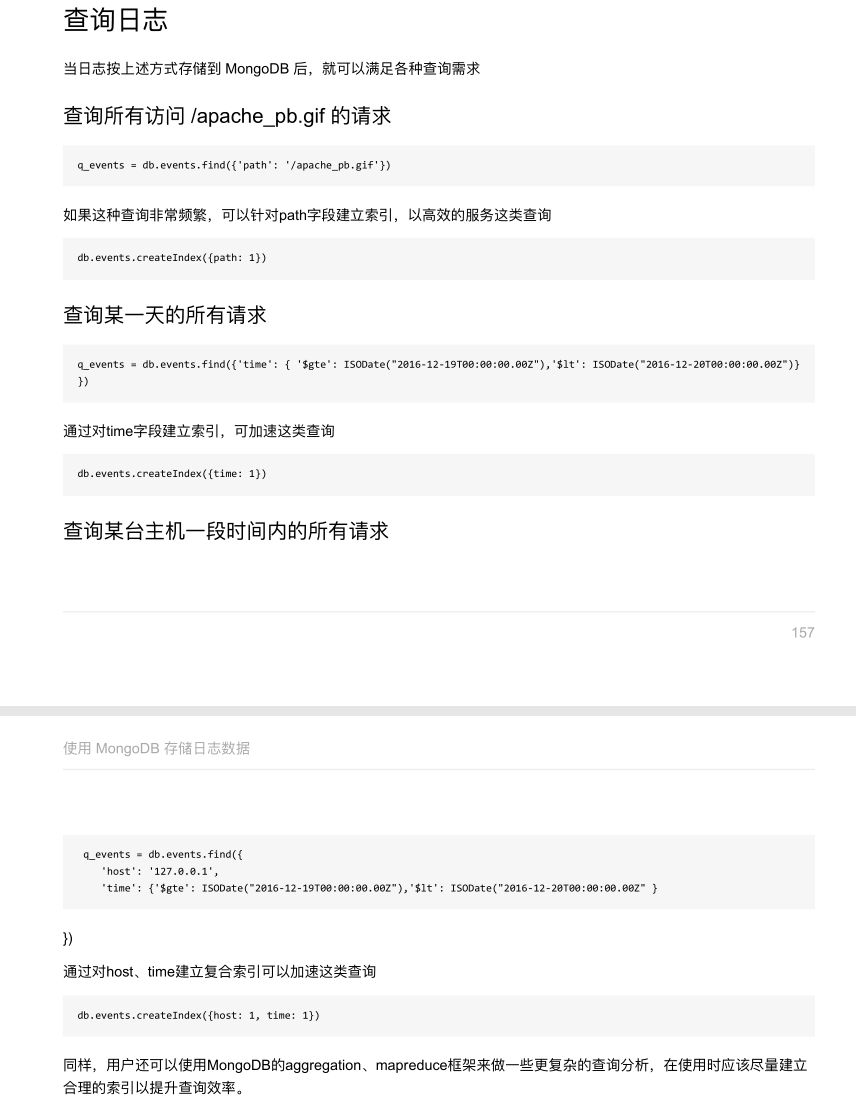 查询日志
当日志按上述方式存储到 MongoDB 后，就可以满足各种查询需求
查询所有访问 /apache_pb.gif 的请求
q_events = db.events.find({'path': '/apache_pb.gif'})
如果这种查询非常频繁，可以针对path字段建立索引，以高效的服务这类查询
db.events.createIndex({path: 1})
查询某一天的所有请求
q_events = db.events.find({'time': { '$gte': ISODate("2016-12-19T00:00:00.00Z"),'$lt': ISODate("2016-12-20T00:00:00.00Z")}
})
通过对time字段建立索引，可加速这类查询
db.events.createIndex({time: 1})
查询某台主机一段时间内的所有请求
157
使用 MongoDB 存储日志数据
q_events = db.events.find({
'host': '127.0.0.1',
'time': {'$gte': ISODate("2016-12-19T00:00:00.00Z"),'$lt': ISODate("2016-12-20T00:00:00.00Z" }
})
通过对host、time建立复合索引可以加速这类查询
db.events.createIndex({host: 1, time: 1})
同样，用户还可以使用MongoDB的aggregation、mapreduce框架来做一些更复杂的查询分析，在使用时应该尽量建立
合理的索引以提升查询效率。